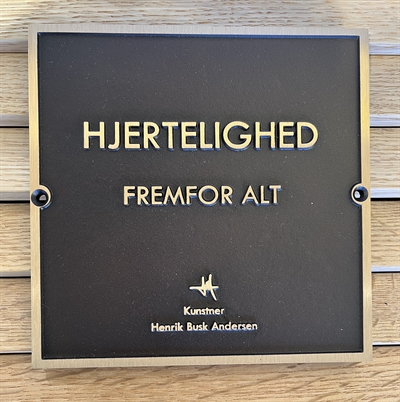 HJERTELIGHED
FREMFOR ALT
Kunstner
Henrik Busk Andersen